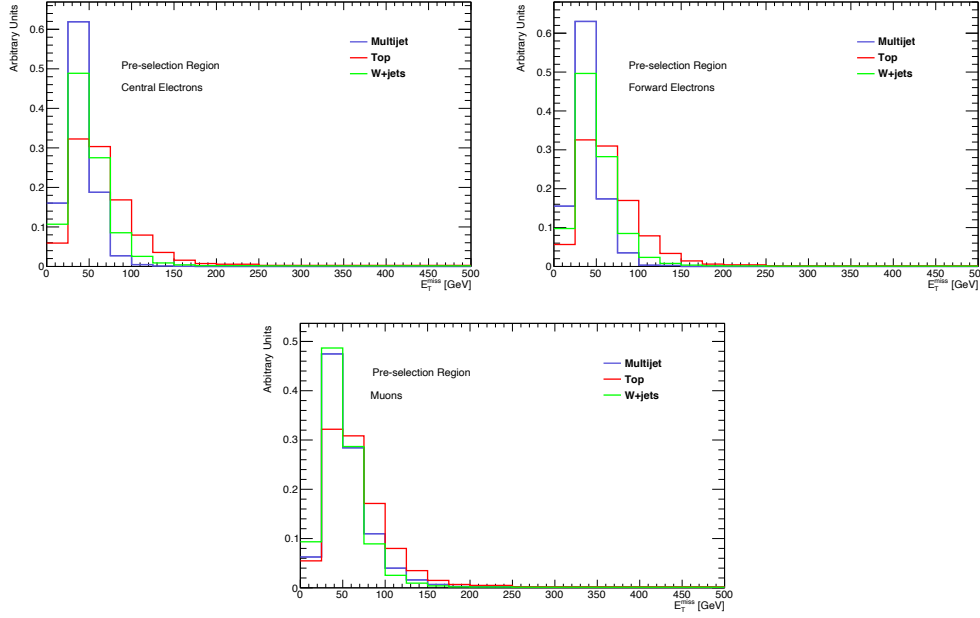 Arbitrary Units
0.6
0.5
0.4
0.3
0.2
0.1
0
Pre-selection Region
Central Electrons
Multijet
Top
W+jets
0 50 100 150 200 250 300 350 400 450 500
E_T^miss [GeV]
Arbitrary Units
0.6
0.5
0.4
0.3
0.2
0.1
0
Pre-selection Region
Forward Electrons
Multijet
Top
W+jets
0 50 100 150 200 250 300 350 400 450 500
E_T^miss [GeV]
Arbitrary Units
0.5
0.4
0.3
0.2
0.1
0
Pre-selection Region
Muons
Multijet
Top
W+jets
0 50 100 150 200 250 300 350 400 450 500
E_T^miss [GeV]